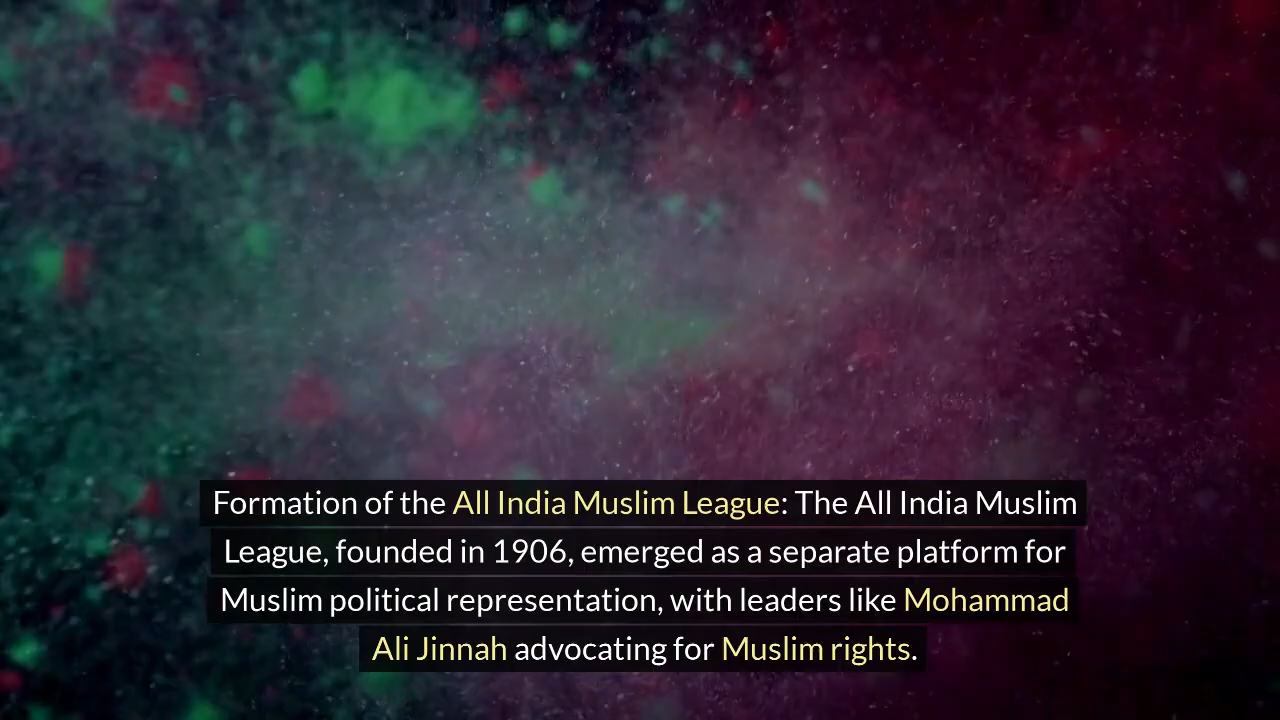 Formation of the All India Muslim League: The All India Muslim
League, founded in 1906, emerged as a separate platform for
Muslim political representation, with leaders like Mohammad
Ali Jinnah advocating for Muslim rights.